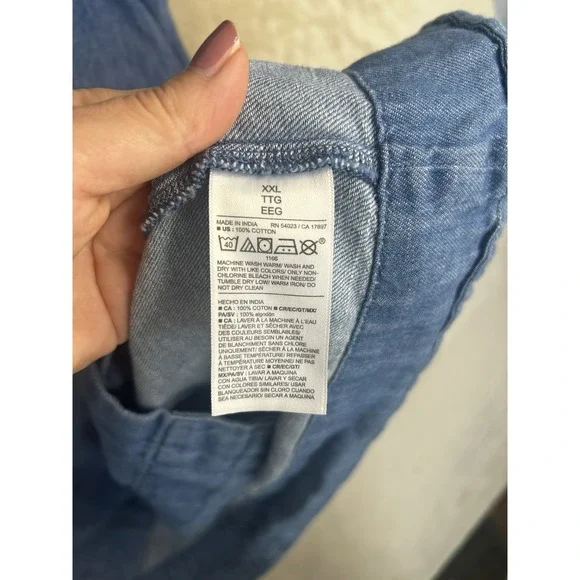 XXL
TTG
EEG
MADE IN INDIA RN 54023 / CA 17897
■ US : 100% COTTON
40
1166
MACHINE WASH WARM/ WASH AND
DRY WITH LIKE COLORS/ ONLY NON-
CHLORINE BLEACH WHEN NEEDED/
TUMBLE DRY LOW/ WARM IRON/ DO
NOT DRY CLEAN
HECHO EN INDIA
■ CA : 100% COTON ■ CR/EC/GT/MX/
PA/SV : 100% algodón
■ CA : LAVER À LA MACHINE À L'EAU
TIÈDE/ LAVER ET SÉCHER AVEC
DES COULEURS SEMBLABLES/
UTILISER AU BESOIN UN AGENT
DE BLANCHIMENT SANS CHLORE
UNIQUEMENT/ SÉCHER À LA MACHINE
À BASSE TEMPÉRATURE/ REPASSER
À TEMPÉRATURE MOYENNE/ NE PAS
NETTOYER À SEC ■ CR/EC/GT/
MX/PA/SV : LAVAR A MAQUINA
CON AGUA TIBIA/ LAVAR Y SECAR
CON COLORES SIMILARES/ USAR
BLANQUEADOR SIN CLORO CUANDO
SEA NECESARIO/ SECAR A MAQUINA